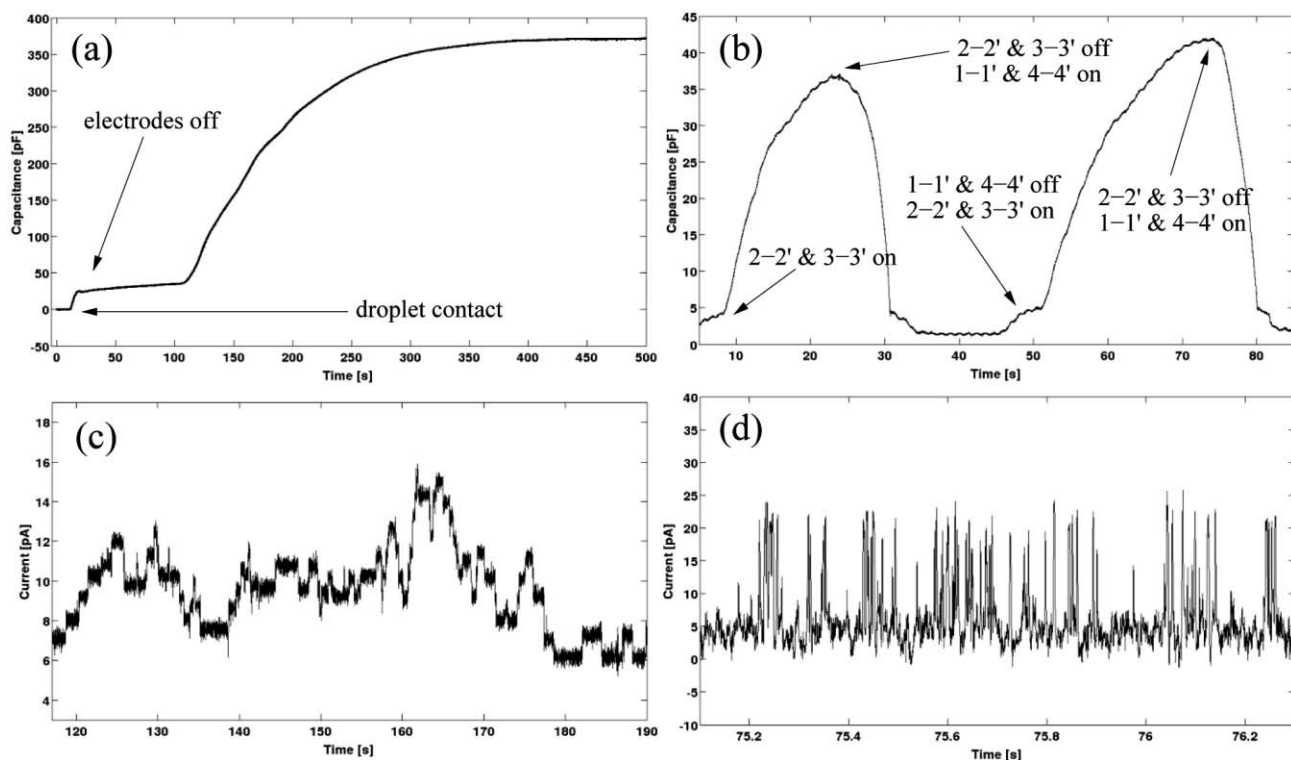 (a)
400
350
300
250
200
150
100
50
0
-50
Capacitance [pF]
electrodes off
droplet contact
0 50 100 150 200 250 300 350 400 450 500
Time [s]
(b)
45
40
35
30
25
20
15
10
5
0
Capacitance [pF]
2−2' & 3−3' off
1−1' & 4−4' on
1−1' & 4−4' off
2−2' & 3−3' on
2−2' & 3−3' off
1−1' & 4−4' on
2−2' & 3−3' on
10 20 30 40 50 60 70 80
Time [s]
(c)
18
16
14
12
10
8
6
4
Current [pA]
120 130 140 150 160 170 180 190
Time [s]
(d)
40
35
30
25
20
15
10
5
0
-5
-10
Current [pA]
75.2 75.4 75.6 75.8 76 76.2
Time [s]